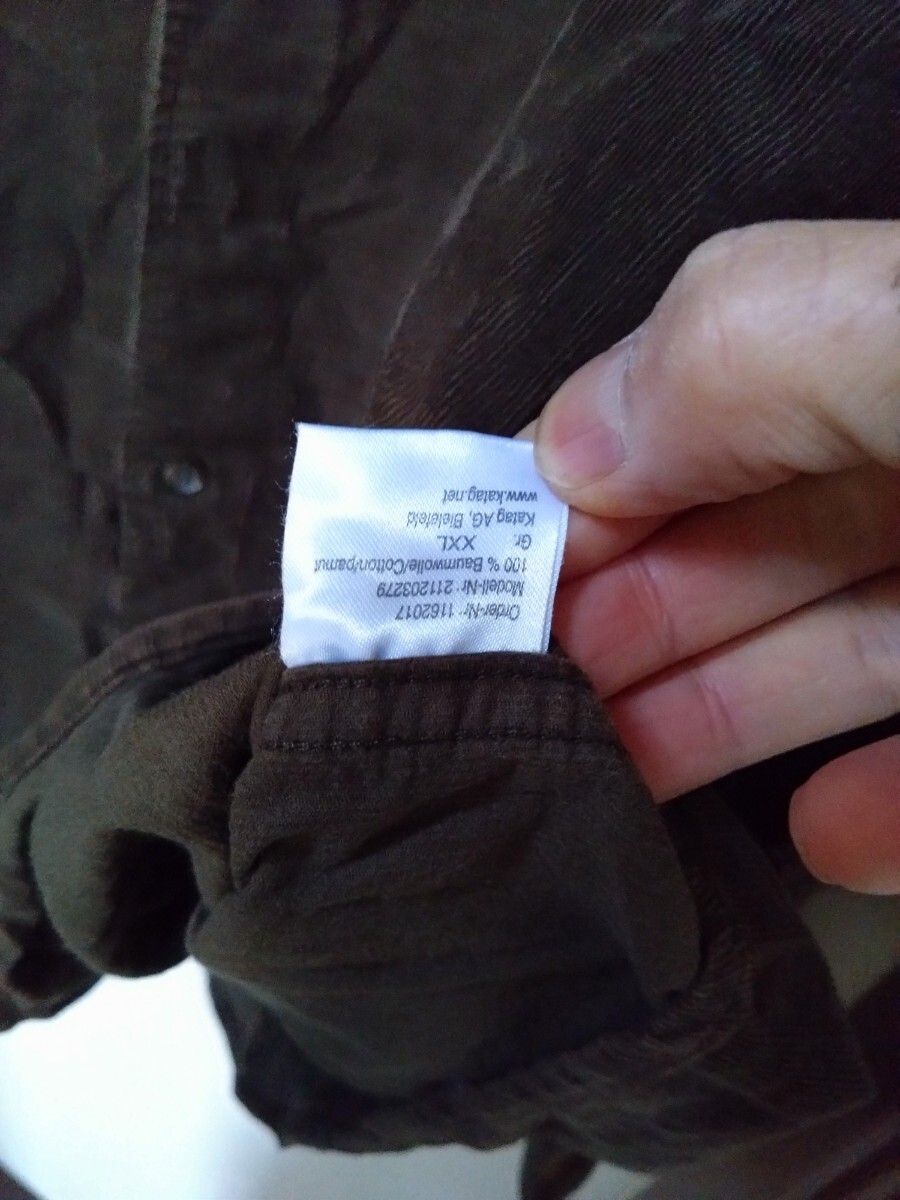 Order-Nr.: 1162017
Modell-Nr.: 211203279
100 % Baumwolle/Cotton/pamut
Gr. XXL
Katag AG, Bielefeld
www.katag.net